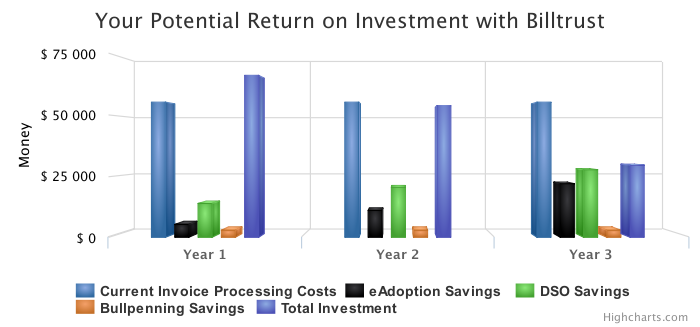 Your Potential Return on Investment with Billtrust
$ 75 000
$ 50 000
$ 25 000
$ 0
Money
Year 1
Year 2
Year 3
Current Invoice Processing Costs eAdoption Savings DSO Savings
Bullpenning Savings Total Investment
Highcharts.com